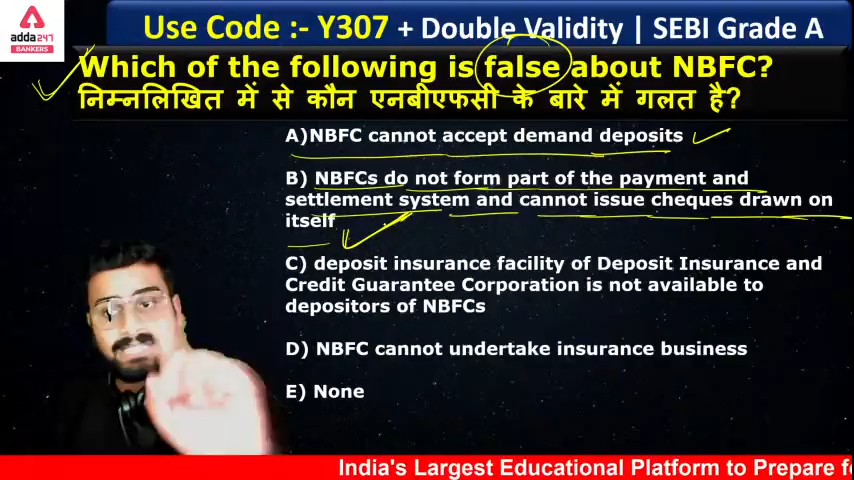 adda247
BANKERS
Use Code :- Y307 + Double Validity | SEBI Grade A
Which of the following is false about NBFC?
निम्नलिखित में से कौन एनबीएफसी के बारे में गलत है?
A)NBFC cannot accept demand deposits
B) NBFCs do not form part of the payment and
settlement system and cannot issue cheques drawn on
itself
C) deposit insurance facility of Deposit Insurance and
Credit Guarantee Corporation is not available to
depositors of NBFCs
D) NBFC cannot undertake insurance business
E) None
India's Largest Educational Platform to Prepare f